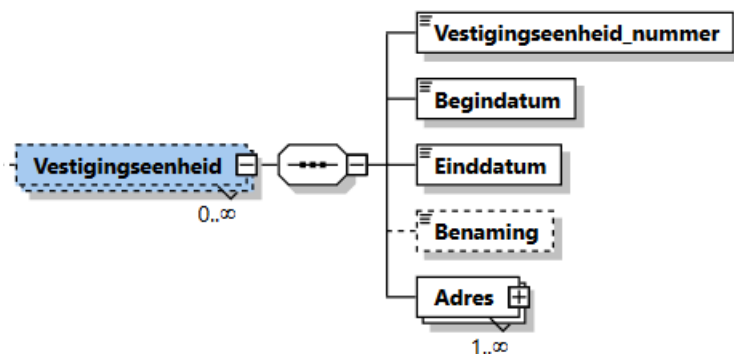 Vestigingseenheid_nummer
Begindatum
Vestigingseenheid
0..∞
Einddatum
Benaming
Adres
1..∞